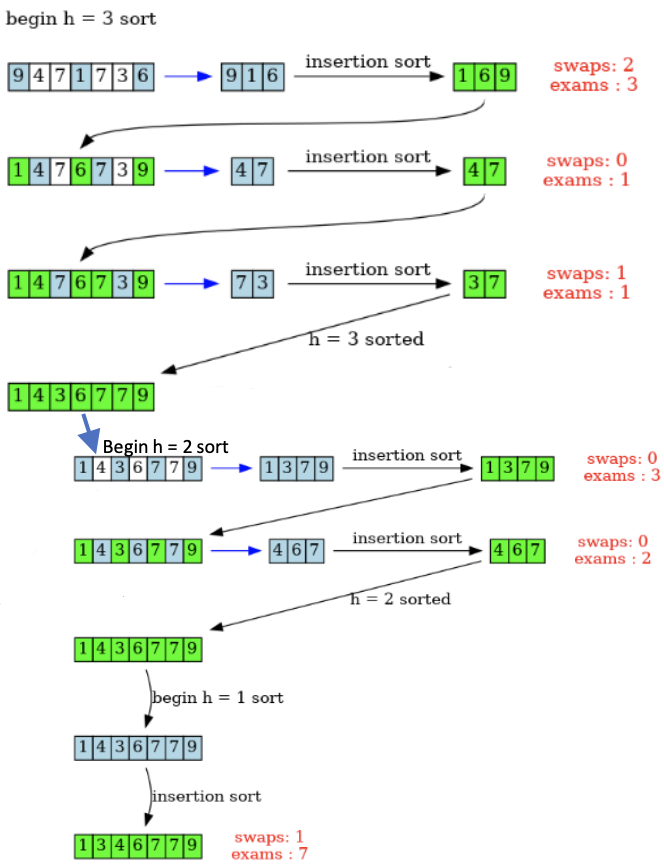 begin h = 3 sort
9 4 7 1 7 3 6
9 1 6
insertion sort
1 6 9
swaps: 2
exams : 3
1 4 7 6 7 3 9
4 7
insertion sort
4 7
swaps: 0
exams : 1
1 4 7 6 7 3 9
7 3
insertion sort
3 7
swaps: 1
exams : 1
h = 3 sorted
1 4 3 6 7 7 9
Begin h = 2 sort
1 4 3 6 7 7 9
1 3 7 9
insertion sort
1 3 7 9
swaps: 0
exams : 3
1 4 3 6 7 7 9
4 6 7
insertion sort
4 6 7
swaps: 0
exams : 2
h = 2 sorted
1 4 3 6 7 7 9
begin h = 1 sort
1 4 3 6 7 7 9
insertion sort
1 3 4 6 7 7 9
swaps: 1
exams : 7